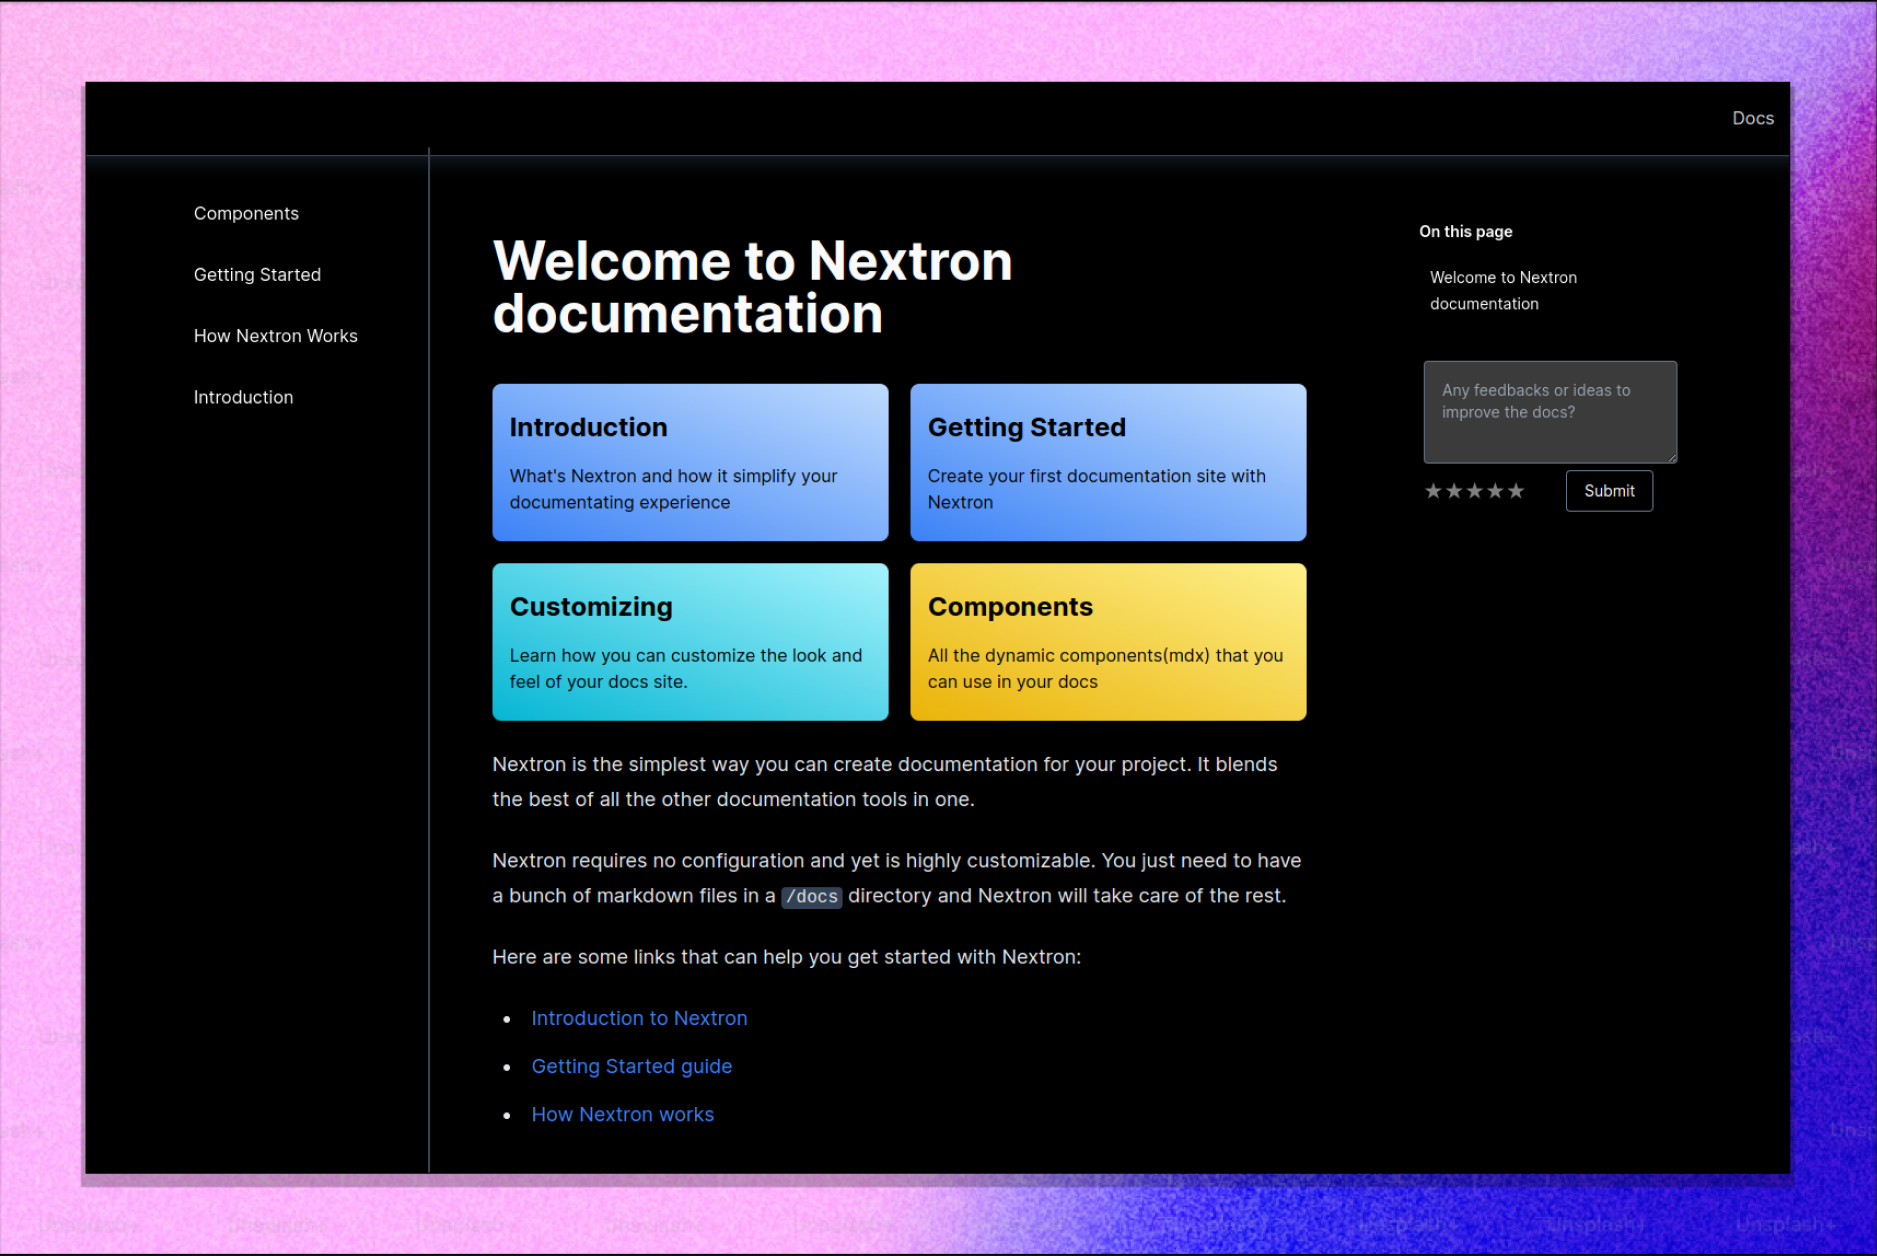 Docs
Components
Getting Started
How Nextron Works
Introduction
Welcome to Nextron
documentation
Introduction
What's Nextron and how it simplify your
documentating experience
Getting Started
Create your first documentation site with
Nextron
Customizing
Learn how you can customize the look and
feel of your docs site.
Components
All the dynamic components(mdx) that you
can use in your docs
Nextron is the simplest way you can create documentation for your project. It blends
the best of all the other documentation tools in one.
Nextron requires no configuration and yet is highly customizable. You just need to have
a bunch of markdown files in a /docs directory and Nextron will take care of the rest.
Here are some links that can help you get started with Nextron:
Introduction to Nextron
Getting Started guide
How Nextron works
On this page
Welcome to Nextron
documentation
Any feedbacks or ideas to
improve the docs?
Submit
Unsplash+
Unsplash+
Unsplash+
Unsplash+